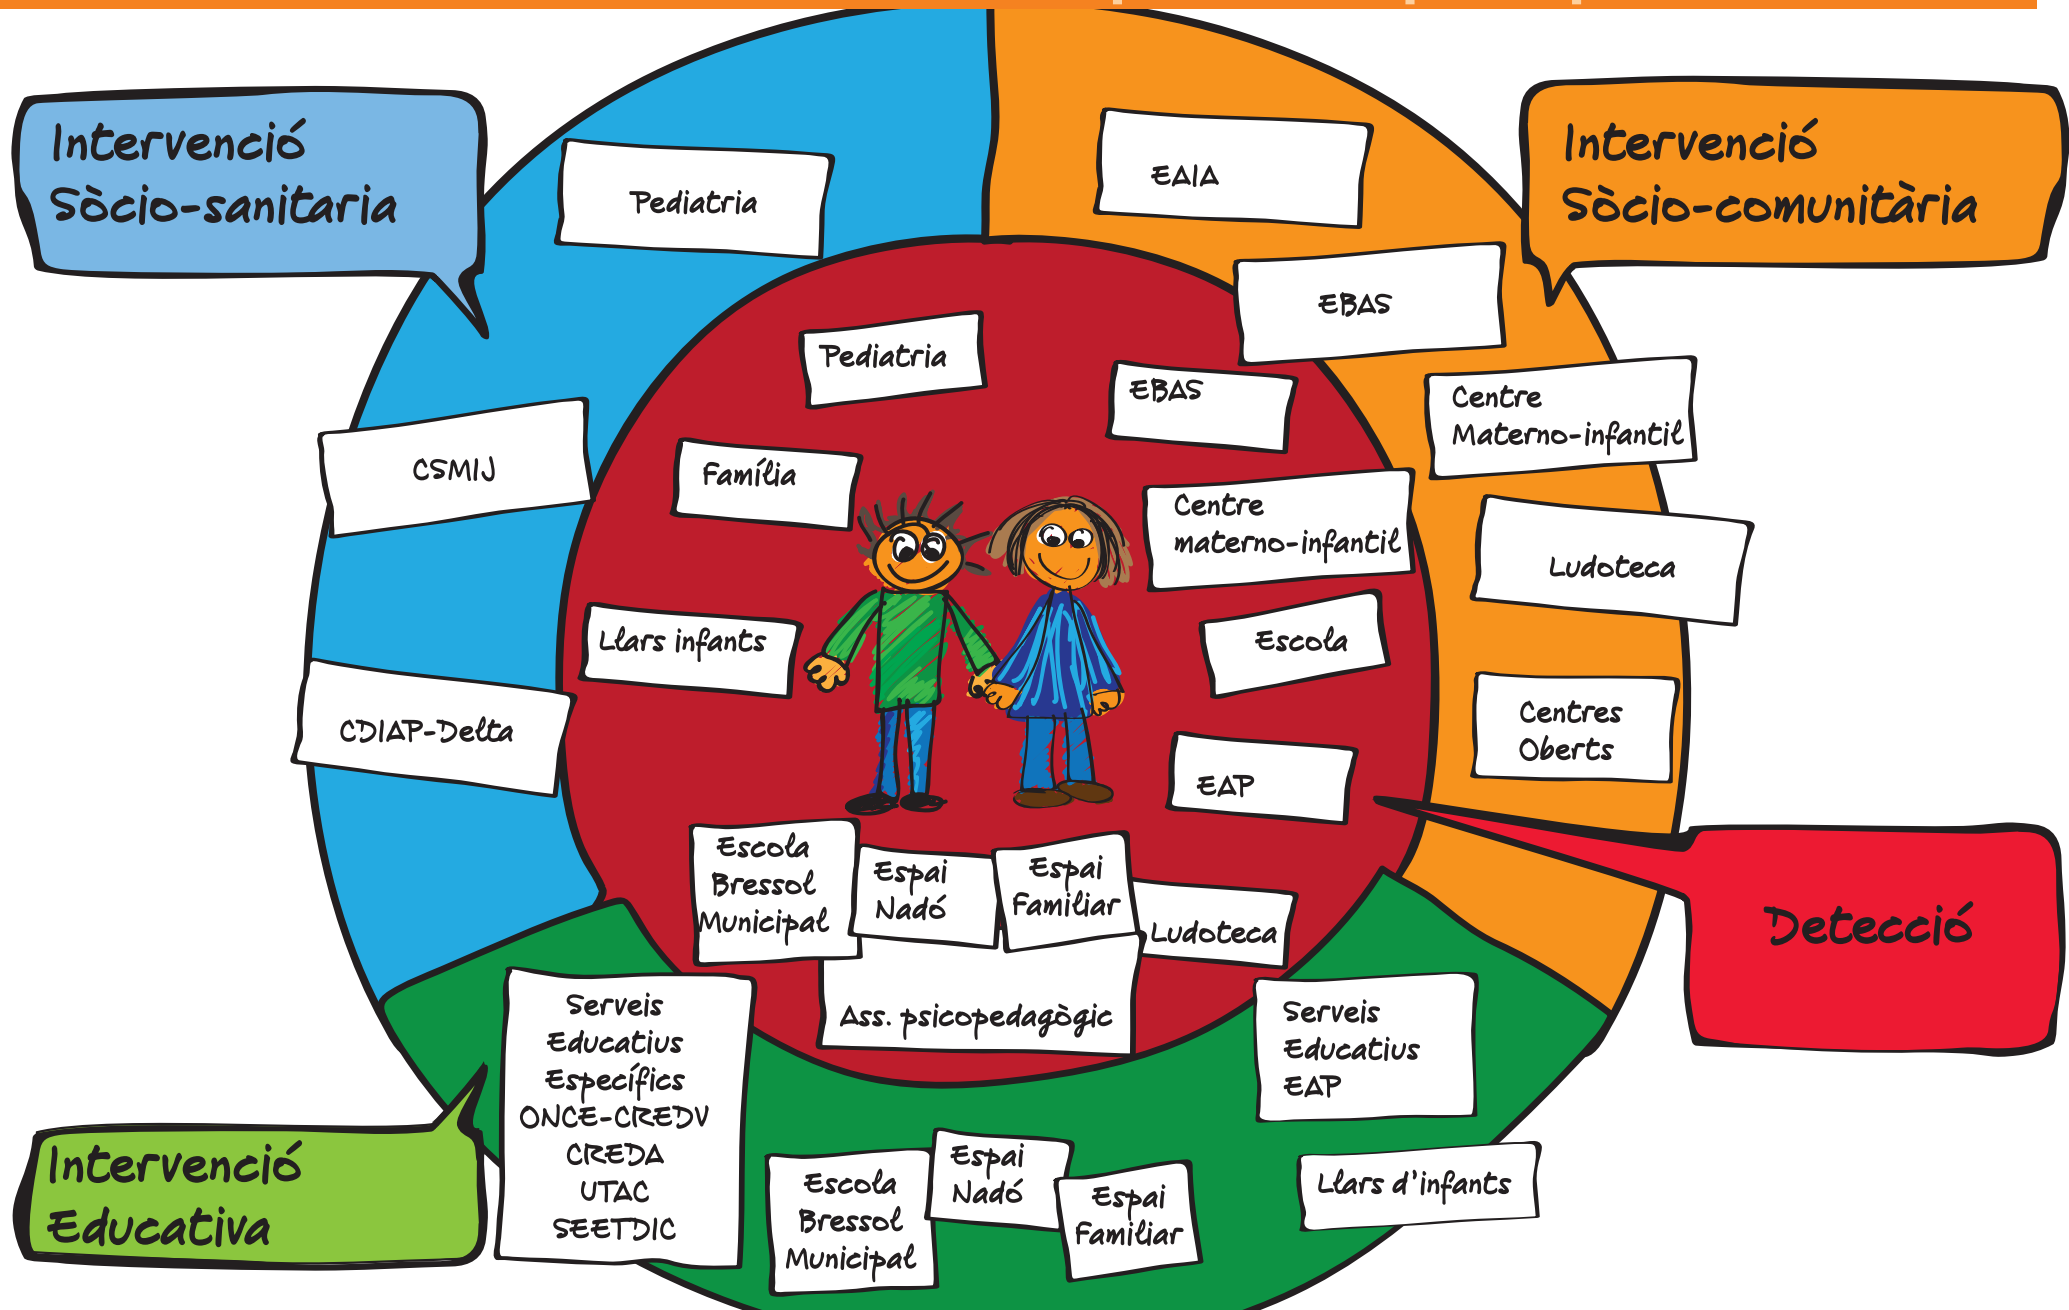 Intervenció
Sòcio-sanitaria
Intervenció
Sòcio-comunitària
Pediatria
EAIA
EBAS
Pediatria
EBAS
Centre
Materno-infantil
CSMIJ
Família
Centre
materno-infantil
Ludoteca
Llars infants
Escola
CDIAP-Delta
Centres
Oberts
EAP
Escola
Bressol
Municipal
Espai
Nadó
Espai
Familiar
Ludoteca
Detecció
Ass. psicopedagògic
Serveis
Educatius
Específics
ONCE-CREDV
CREDA
UTAC
SEETDIC
Serveis
Educatius
EAP
Intervenció
Educativa
Escola
Bressol
Municipal
Espai
Nadó
Espai
Familiar
Llars d'infants